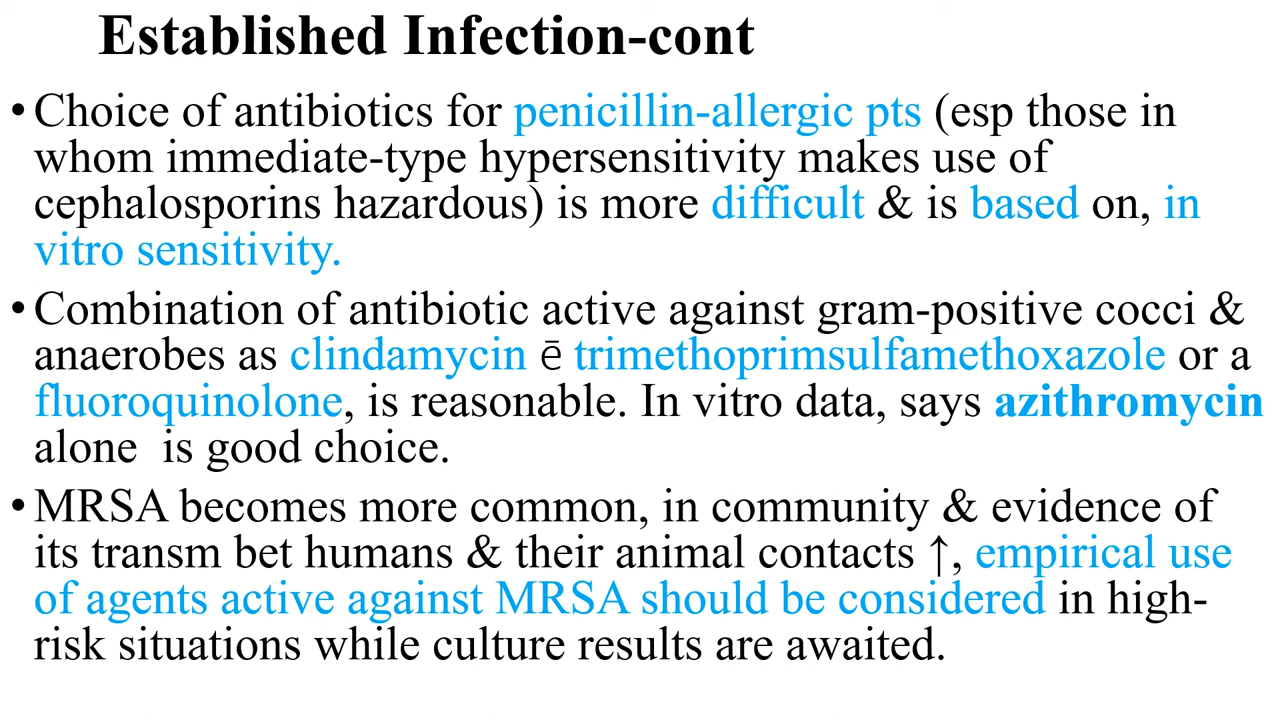 Established Infection-cont
•Choice of antibiotics for penicillin-allergic pts (esp those in
whom immediate-type hypersensitivity makes use of
cephalosporins hazardous) is more difficult & is based on, in
vitro sensitivity.
•Combination of antibiotic active against gram-positive cocci &
anaerobes as clindamycin ē trimethoprimsulfamethoxazole or a
fluoroquinolone, is reasonable. In vitro data, says azithromycin
alone  is good choice.
•MRSA becomes more common, in community & evidence of
its transm bet humans & their animal contacts ↑, empirical use
of agents active against MRSA should be considered in high-
risk situations while culture results are awaited.